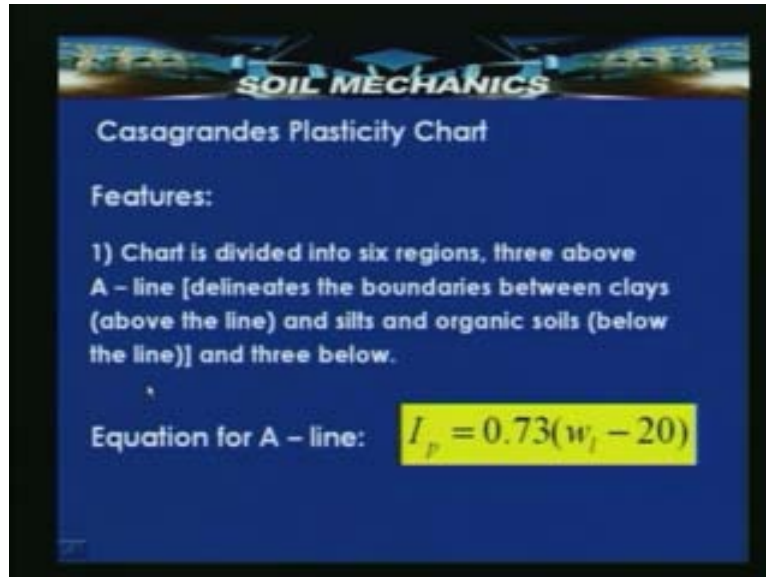 SOIL MECHANICS
Casagrandes Plasticity Chart
Features:
1) Chart is divided into six regions, three above
A – line [delineates the boundaries between clays
(above the line) and silts and organic soils (below
the line)] and three below.
Equation for A – line: I_p = 0.73(w_l − 20)